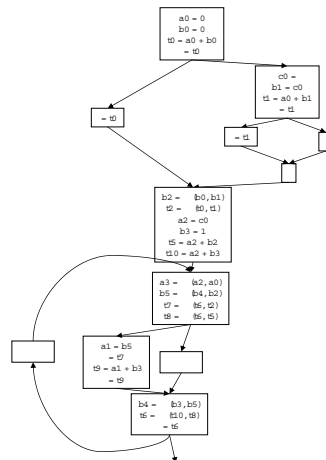 a0 = 0
b0 = 0
t0 = a0 + b0
= t0
c0 =
b1 = c0
t1 = a0 + b1
= t1
= t0
= t1
b2 = (b0,b1)
t2 = (t0,t1)
a2 = c0
b3 = 1
t5 = a2 + b2
t10 = a2 + b3
a3 = (a2,a0)
b5 = (b4,b2)
t7 = (t6,t2)
t8 = (t6,t5)
a1 = b5
= t7
t9 = a1 + b3
= t9
b4 = (b3,b5)
t6 = (t10,t8)
= t6